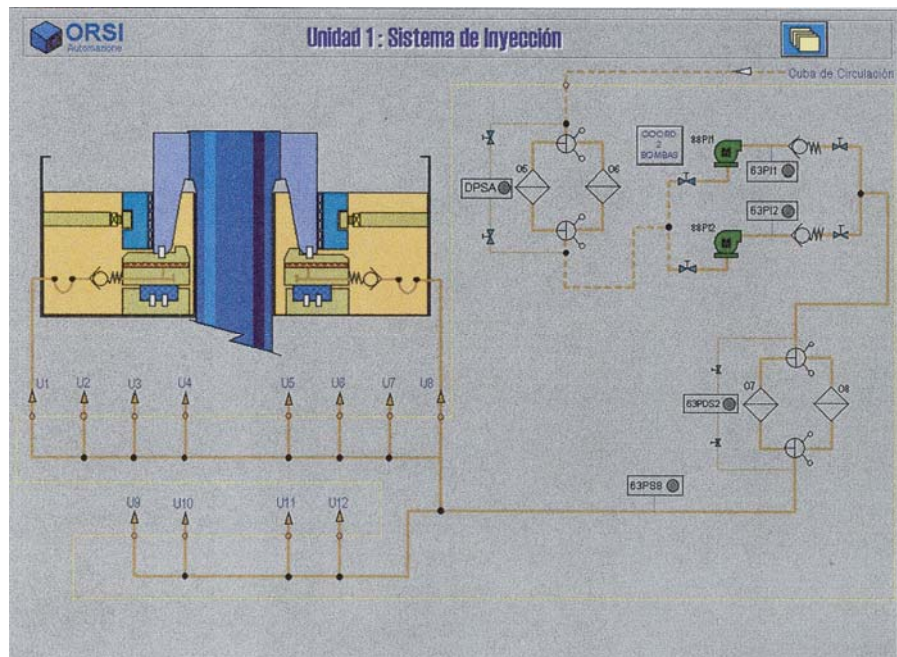 ORSI
Automazione
Unidad 1 : Sistema de Inyección
Cuba de Circulación
COORD
2
BOMBAS
88PI1
63PI1
05
06
DPSA
63PI2
88PI2
U1
U2
U3
U4
U5
U6
U7
U8
07
08
63PDS2
63PS8
U9
U10
U11
U12